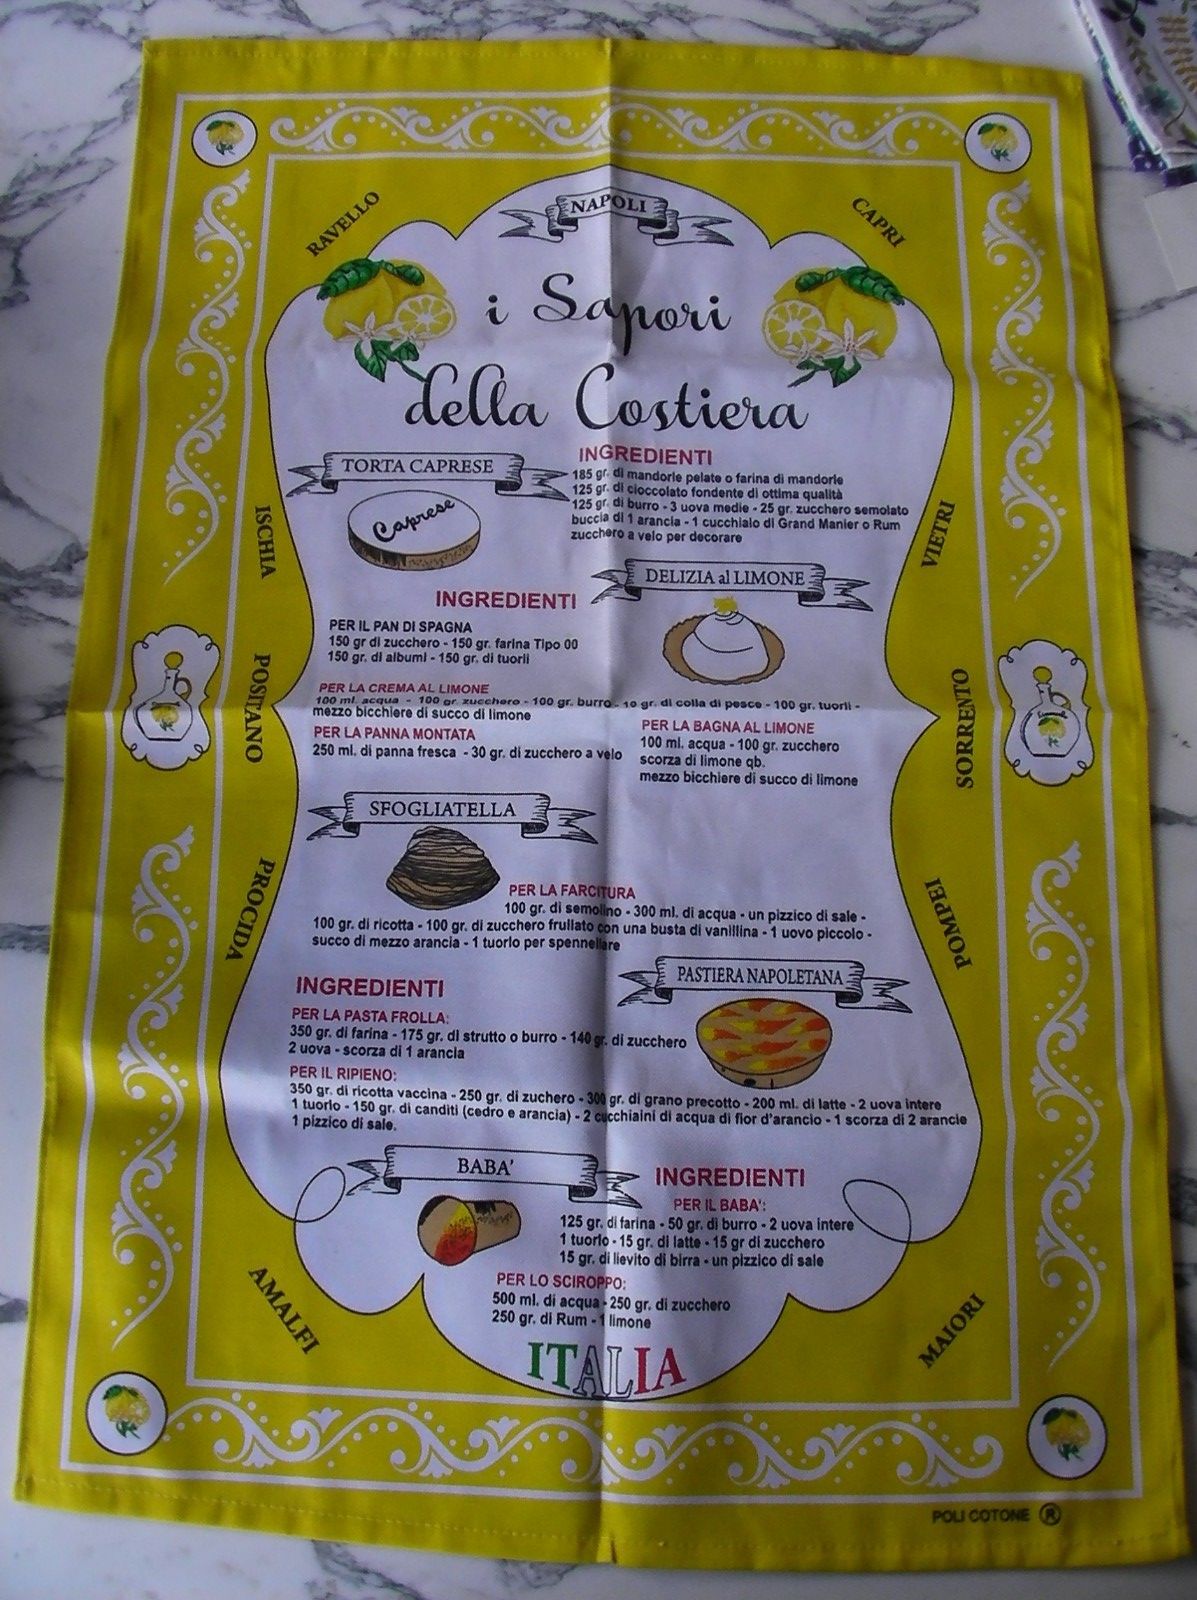 NAPOLI
RAVELLO
CAPRI
i Sapori
della Costiera
TORTA CAPRESE
Caprese
INGREDIENTI
185 gr. di mandorle pelate o farina di mandorle
125 gr. di cioccolato fondente di ottima qualità
125 gr. di burro - 3 uova medie - 25 gr. zucchero semolato
buccia di 1 arancia - 1 cucchiaio di Grand Manier o Rum
zucchero a velo per decorare
ISCHIA
VIETRI
DELIZIA al LIMONE
INGREDIENTI
PER IL PAN DI SPAGNA
150 gr di zucchero - 150 gr. farina Tipo 00
150 gr. di albumi - 150 gr. di tuorli
PER LA CREMA AL LIMONE
100 ml. acqua - 100 gr. zucchero - 100 gr. burro - 10 gr. di colla di pesce - 100 gr. tuorli -
mezzo bicchiere di succo di limone
PER LA PANNA MONTATA
250 ml. di panna fresca - 30 gr. di zucchero a velo
PER LA BAGNA AL LIMONE
100 ml. acqua - 100 gr. zucchero
scorza di limone qb.
mezzo bicchiere di succo di limone
POSITANO
SORRENTO
SFOGLIATELLA
PER LA FARCITURA
100 gr. di semolino - 300 ml. di acqua - un pizzico di sale -
100 gr. di ricotta - 100 gr. di zucchero frullato con una busta di vanillina - 1 uovo piccolo -
succo di mezzo arancia - 1 tuorlo per spennellare
PROCIDA
POMPEI
PASTIERA NAPOLETANA
INGREDIENTI
PER LA PASTA FROLLA:
350 gr. di farina - 175 gr. di strutto o burro - 140 gr. di zucchero
2 uova - scorza di 1 arancia
PER IL RIPIENO:
350 gr. di ricotta vaccina - 250 gr. di zuchero - 300 gr. di grano precotto - 200 ml. di latte - 2 uova intere
1 tuorlo - 150 gr. di canditi (cedro e arancia) - 2 cucchiaini di acqua di fior d'arancio - 1 scorza di 2 arancie
1 pizzico di sale.
BABA'
INGREDIENTI
PER IL BABA':
125 gr. di farina - 50 gr. di burro - 2 uova intere
1 tuorlo - 15 gr. di latte - 15 gr di zucchero
15 gr. di lievito di birra - un pizzico di sale
PER LO SCIROPPO:
500 ml. di acqua - 250 gr. di zucchero
250 gr. di Rum - 1 limone
AMALFI
MAIORI
ITALIA
POLI COTONE ®